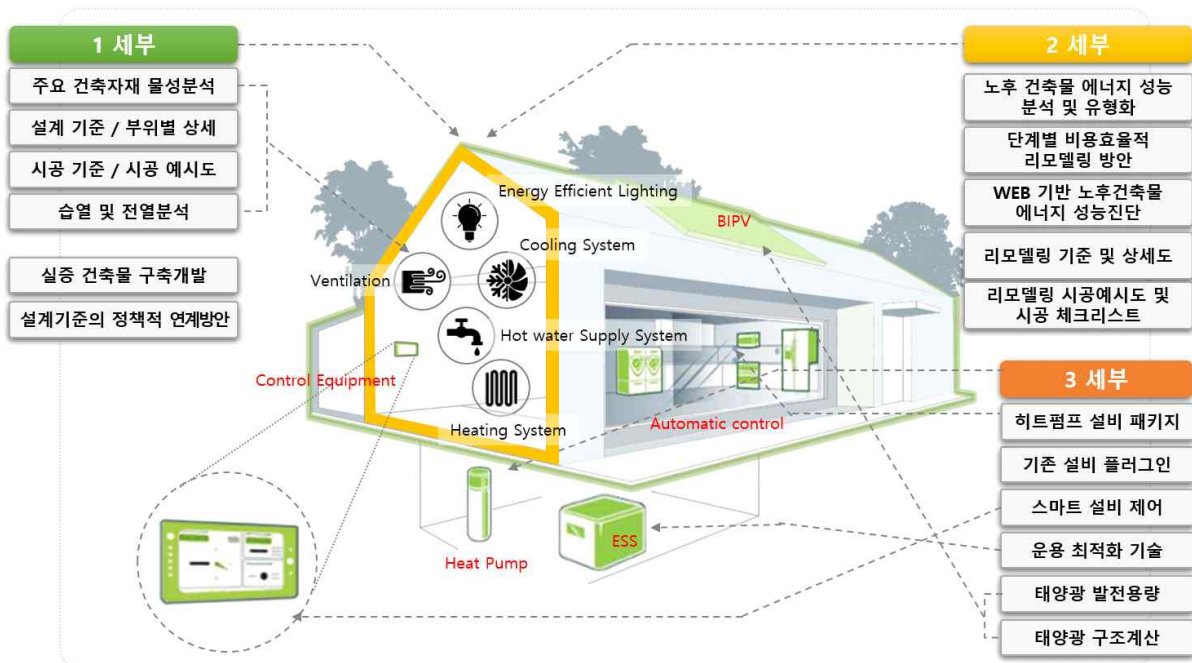 1 세부
주요 건축자재 물성분석
설계 기준 / 부위별 상세
시공 기준 / 시공 예시도
습열 및 전열분석
실증 건축물 구축개발
설계기준의 정책적 연계방안
Energy Efficient Lighting
Cooling System
Ventilation
Hot water Supply System
Heating System
Control Equipment
BIPV
Automatic control
Heat Pump
ESS
2 세부
노후 건축물 에너지 성능
분석 및 유형화
단계별 비용효율적
리모델링 방안
WEB 기반 노후건축물
에너지 성능진단
리모델링 기준 및 상세도
리모델링 시공예시도 및
시공 체크리스트
3 세부
히트펌프 설비 패키지
기존 설비 플러그인
스마트 설비 제어
운용 최적화 기술
태양광 발전용량
태양광 구조계산